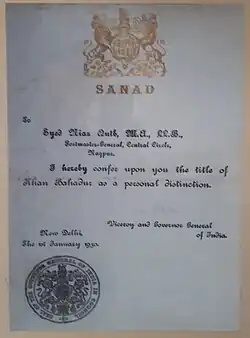 SANAD
To
Syed Niaz Qutb, M.A., LL.B.,
Postmaster-General, Central Circle,
Nagpur.
I hereby confer upon you the title of
Khan Bahadur as a personal distinction.
Viceroy and Governor General
of India.
New Delhi,
The 1st January 1930.